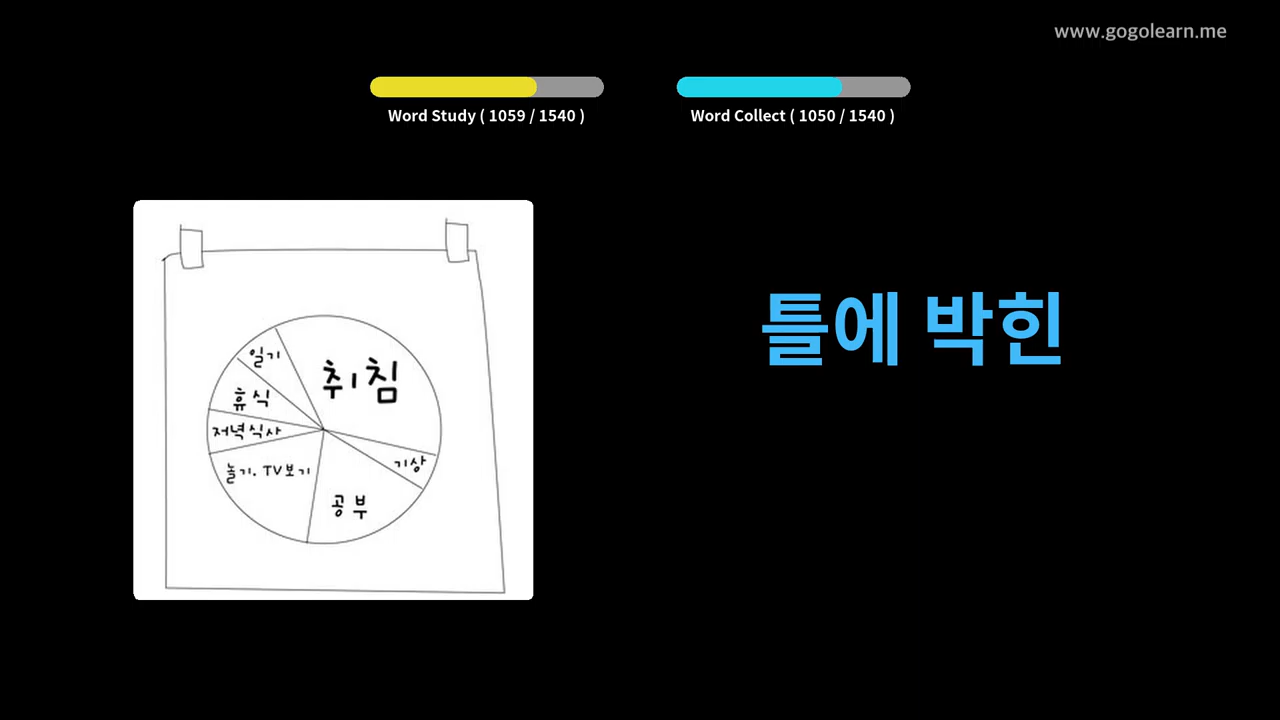 www.gogolearn.me
Word Study ( 1059 / 1540 )
Word Collect ( 1050 / 1540 )
일기
취침
휴식
저녁식사
기상
놀기. TV보기
공부
틀에 박힌